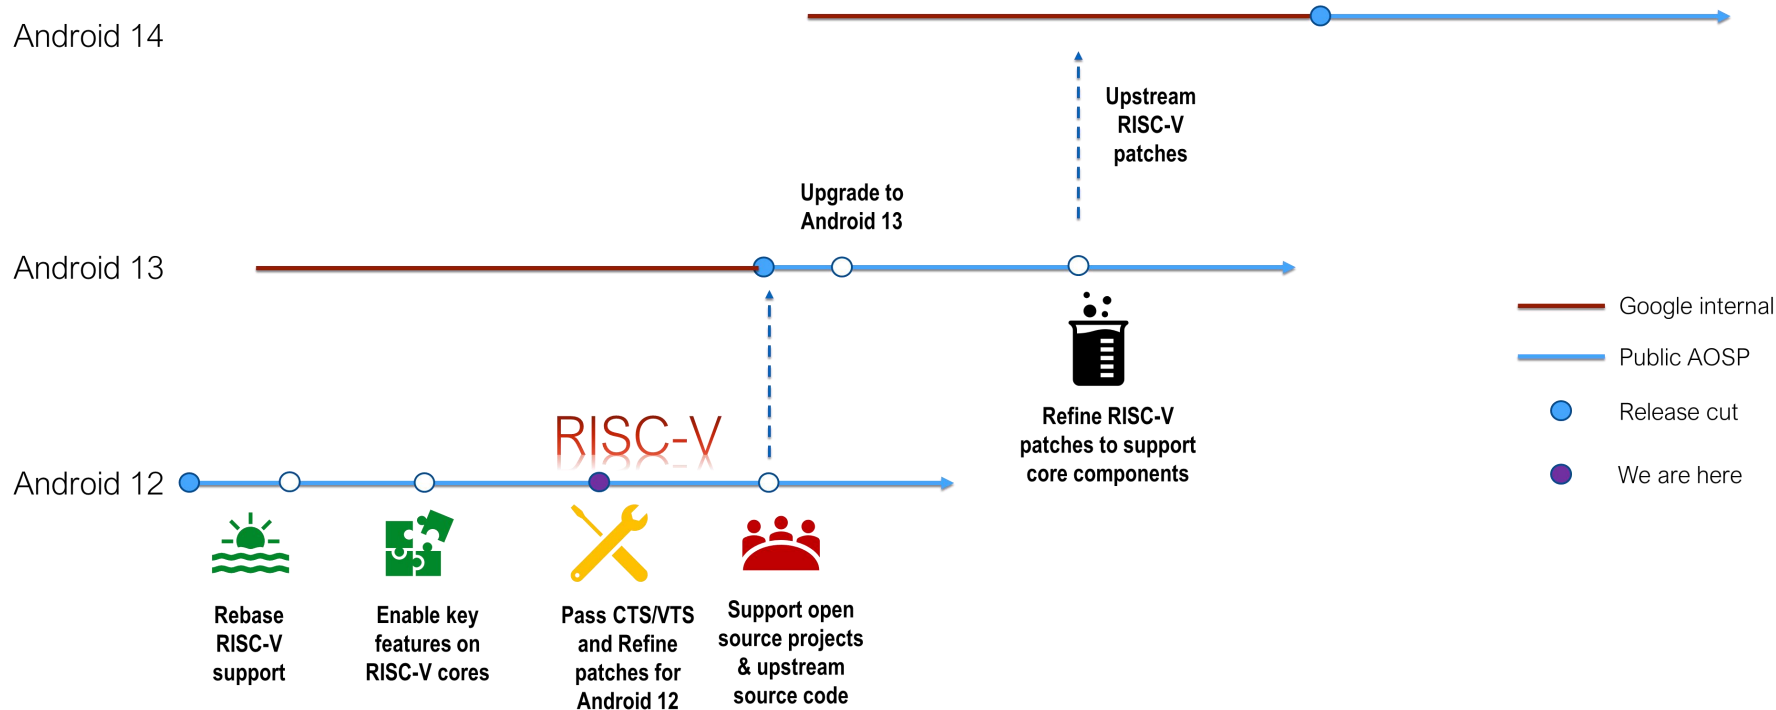 Android 14
Upstream
RISC-V
patches
Upgrade to
Android 13
Android 13
Google internal
Public AOSP
Release cut
We are here
Refine RISC-V
patches to support
core components
RISC-V
Android 12
Rebase
RISC-V
support
Enable key
features on
RISC-V cores
Pass CTS/VTS
and Refine
patches for
Android 12
Support open
source projects
& upstream
source code